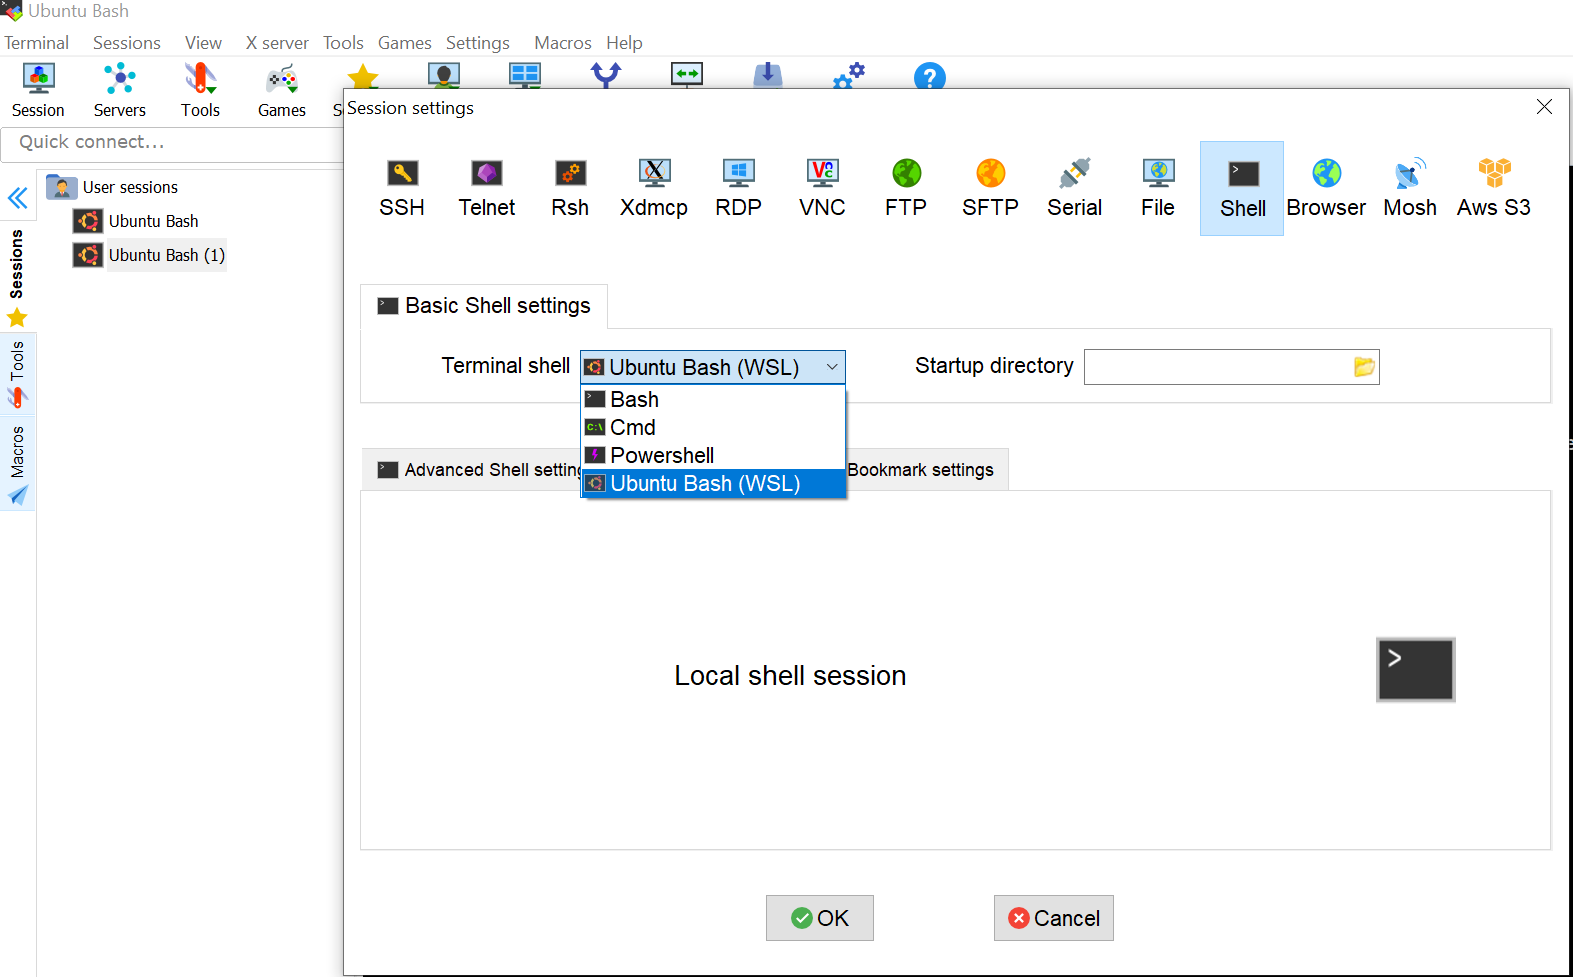 Ubuntu Bash
Terminal Sessions View X server Tools Games Settings Macros Help
Session Servers Tools Games
Quick connect...
User sessions
Ubuntu Bash
Ubuntu Bash (1)
Sessions
Tools
Macros
Session settings
SSH Telnet Rsh Xdmcp RDP VNC FTP SFTP Serial File Shell Browser Mosh Aws S3
Basic Shell settings
Terminal shell Ubuntu Bash (WSL) Startup directory
Bash
Cmd
Powershell
Ubuntu Bash (WSL)
Advanced Shell setting Bookmark settings
Local shell session
OK Cancel